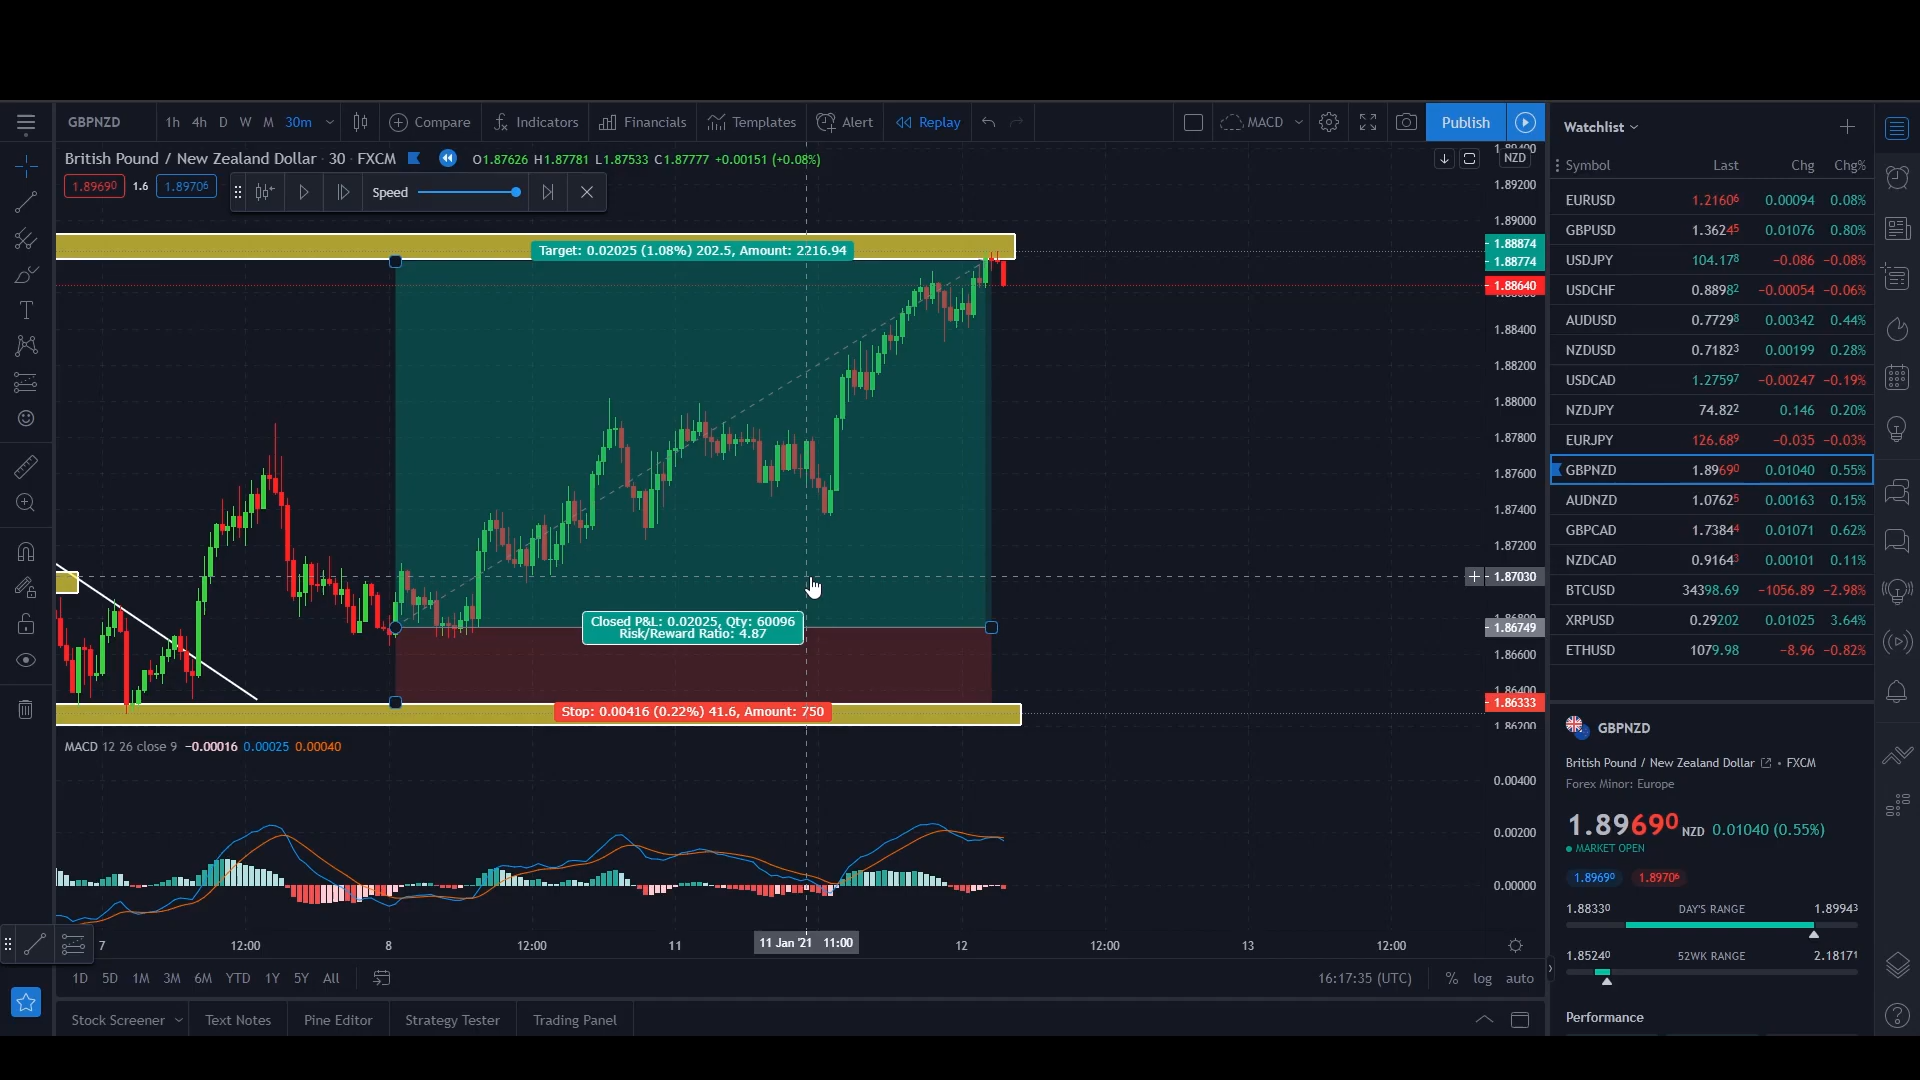 GBPNZD 1h 4h D W M 30m Compare Indicators Financials Templates Alert Replay MACD Publish
British Pound / New Zealand Dollar · 30 · FXCM O1.87626 H1.87781 L1.87533 C1.87777 +0.00151 (+0.08%) NZD
1.89690 1.6 1.89706 Speed
Target: 0.02025 (1.08%) 202.5, Amount: 2216.94
Closed P&L: 0.02025, Qty: 60096
Risk/Reward Ratio: 4.87
Stop: 0.00416 (0.22%) 41.6, Amount: 750
1.89400
1.89200
1.89000
1.88874
1.88774
1.88640
1.88400
1.88200
1.88000
1.87800
1.87600
1.87400
1.87200
1.87030
1.86749
1.86600
1.86400
1.86333
1.86200
MACD 12 26 close 9 −0.00016 0.00025 0.00040
0.00400
0.00200
0.00000
7 12:00 8 12:00 11 11 Jan '21 11:00 12 12:00 13 12:00
1D 5D 1M 3M 6M YTD 1Y 5Y All 16:17:35 (UTC) % log auto
Stock Screener Text Notes Pine Editor Strategy Tester Trading Panel
Watchlist
Symbol Last Chg Chg%
EURUSD 1.21606 0.00094 0.08%
GBPUSD 1.36245 0.01076 0.80%
USDJPY 104.178 −0.086 −0.08%
USDCHF 0.88982 −0.00054 −0.06%
AUDUSD 0.77298 0.00342 0.44%
NZDUSD 0.71823 0.00199 0.28%
USDCAD 1.27597 −0.00247 −0.19%
NZDJPY 74.822 0.146 0.20%
EURJPY 126.689 −0.035 −0.03%
GBPNZD 1.89690 0.01040 0.55%
AUDNZD 1.07625 0.00163 0.15%
GBPCAD 1.73844 0.01071 0.62%
NZDCAD 0.91643 0.00101 0.11%
BTCUSD 34398.69 −1056.89 −2.98%
XRPUSD 0.29202 0.01025 3.64%
ETHUSD 1079.98 −8.96 −0.82%
GBPNZD
British Pound / New Zealand Dollar • FXCM
Forex Minor: Europe
1.89690 NZD 0.01040 (0.55%)
MARKET OPEN
1.89690 1.89706
1.88330 DAY'S RANGE 1.89943
1.85240 52WK RANGE 2.18171
Performance